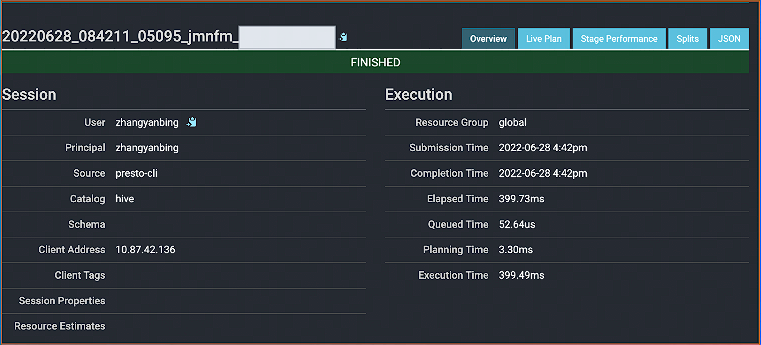 20220628_084211_05095_jmnfm_
Overview Live Plan Stage Performance Splits JSON
FINISHED
Session
User zhangyanbing
Principal zhangyanbing
Source presto-cli
Catalog hive
Schema
Client Address 10.87.42.136
Client Tags
Session Properties
Resource Estimates
Execution
Resource Group global
Submission Time 2022-06-28 4:42pm
Completion Time 2022-06-28 4:42pm
Elapsed Time 399.73ms
Queued Time 52.64us
Planning Time 3.30ms
Execution Time 399.49ms